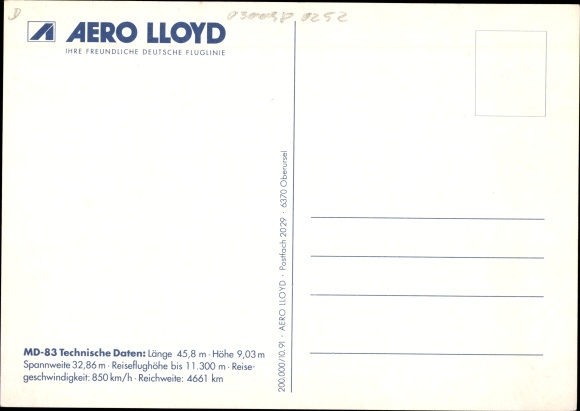 D
AERO LLOYD
IHRE FREUNDLICHE DEUTSCHE FLUGLINIE
MD-83 Technische Daten: Länge 45,8 m · Höhe 9,03 m
Spannweite 32,86 m · Reiseflughöhe bis 11.300 m · Reise-
geschwindigkeit: 850 km/h · Reichweite: 4661 km
200.000/10.91 · AERO LLOYD · Postfach 2029 · 6370 Oberursel